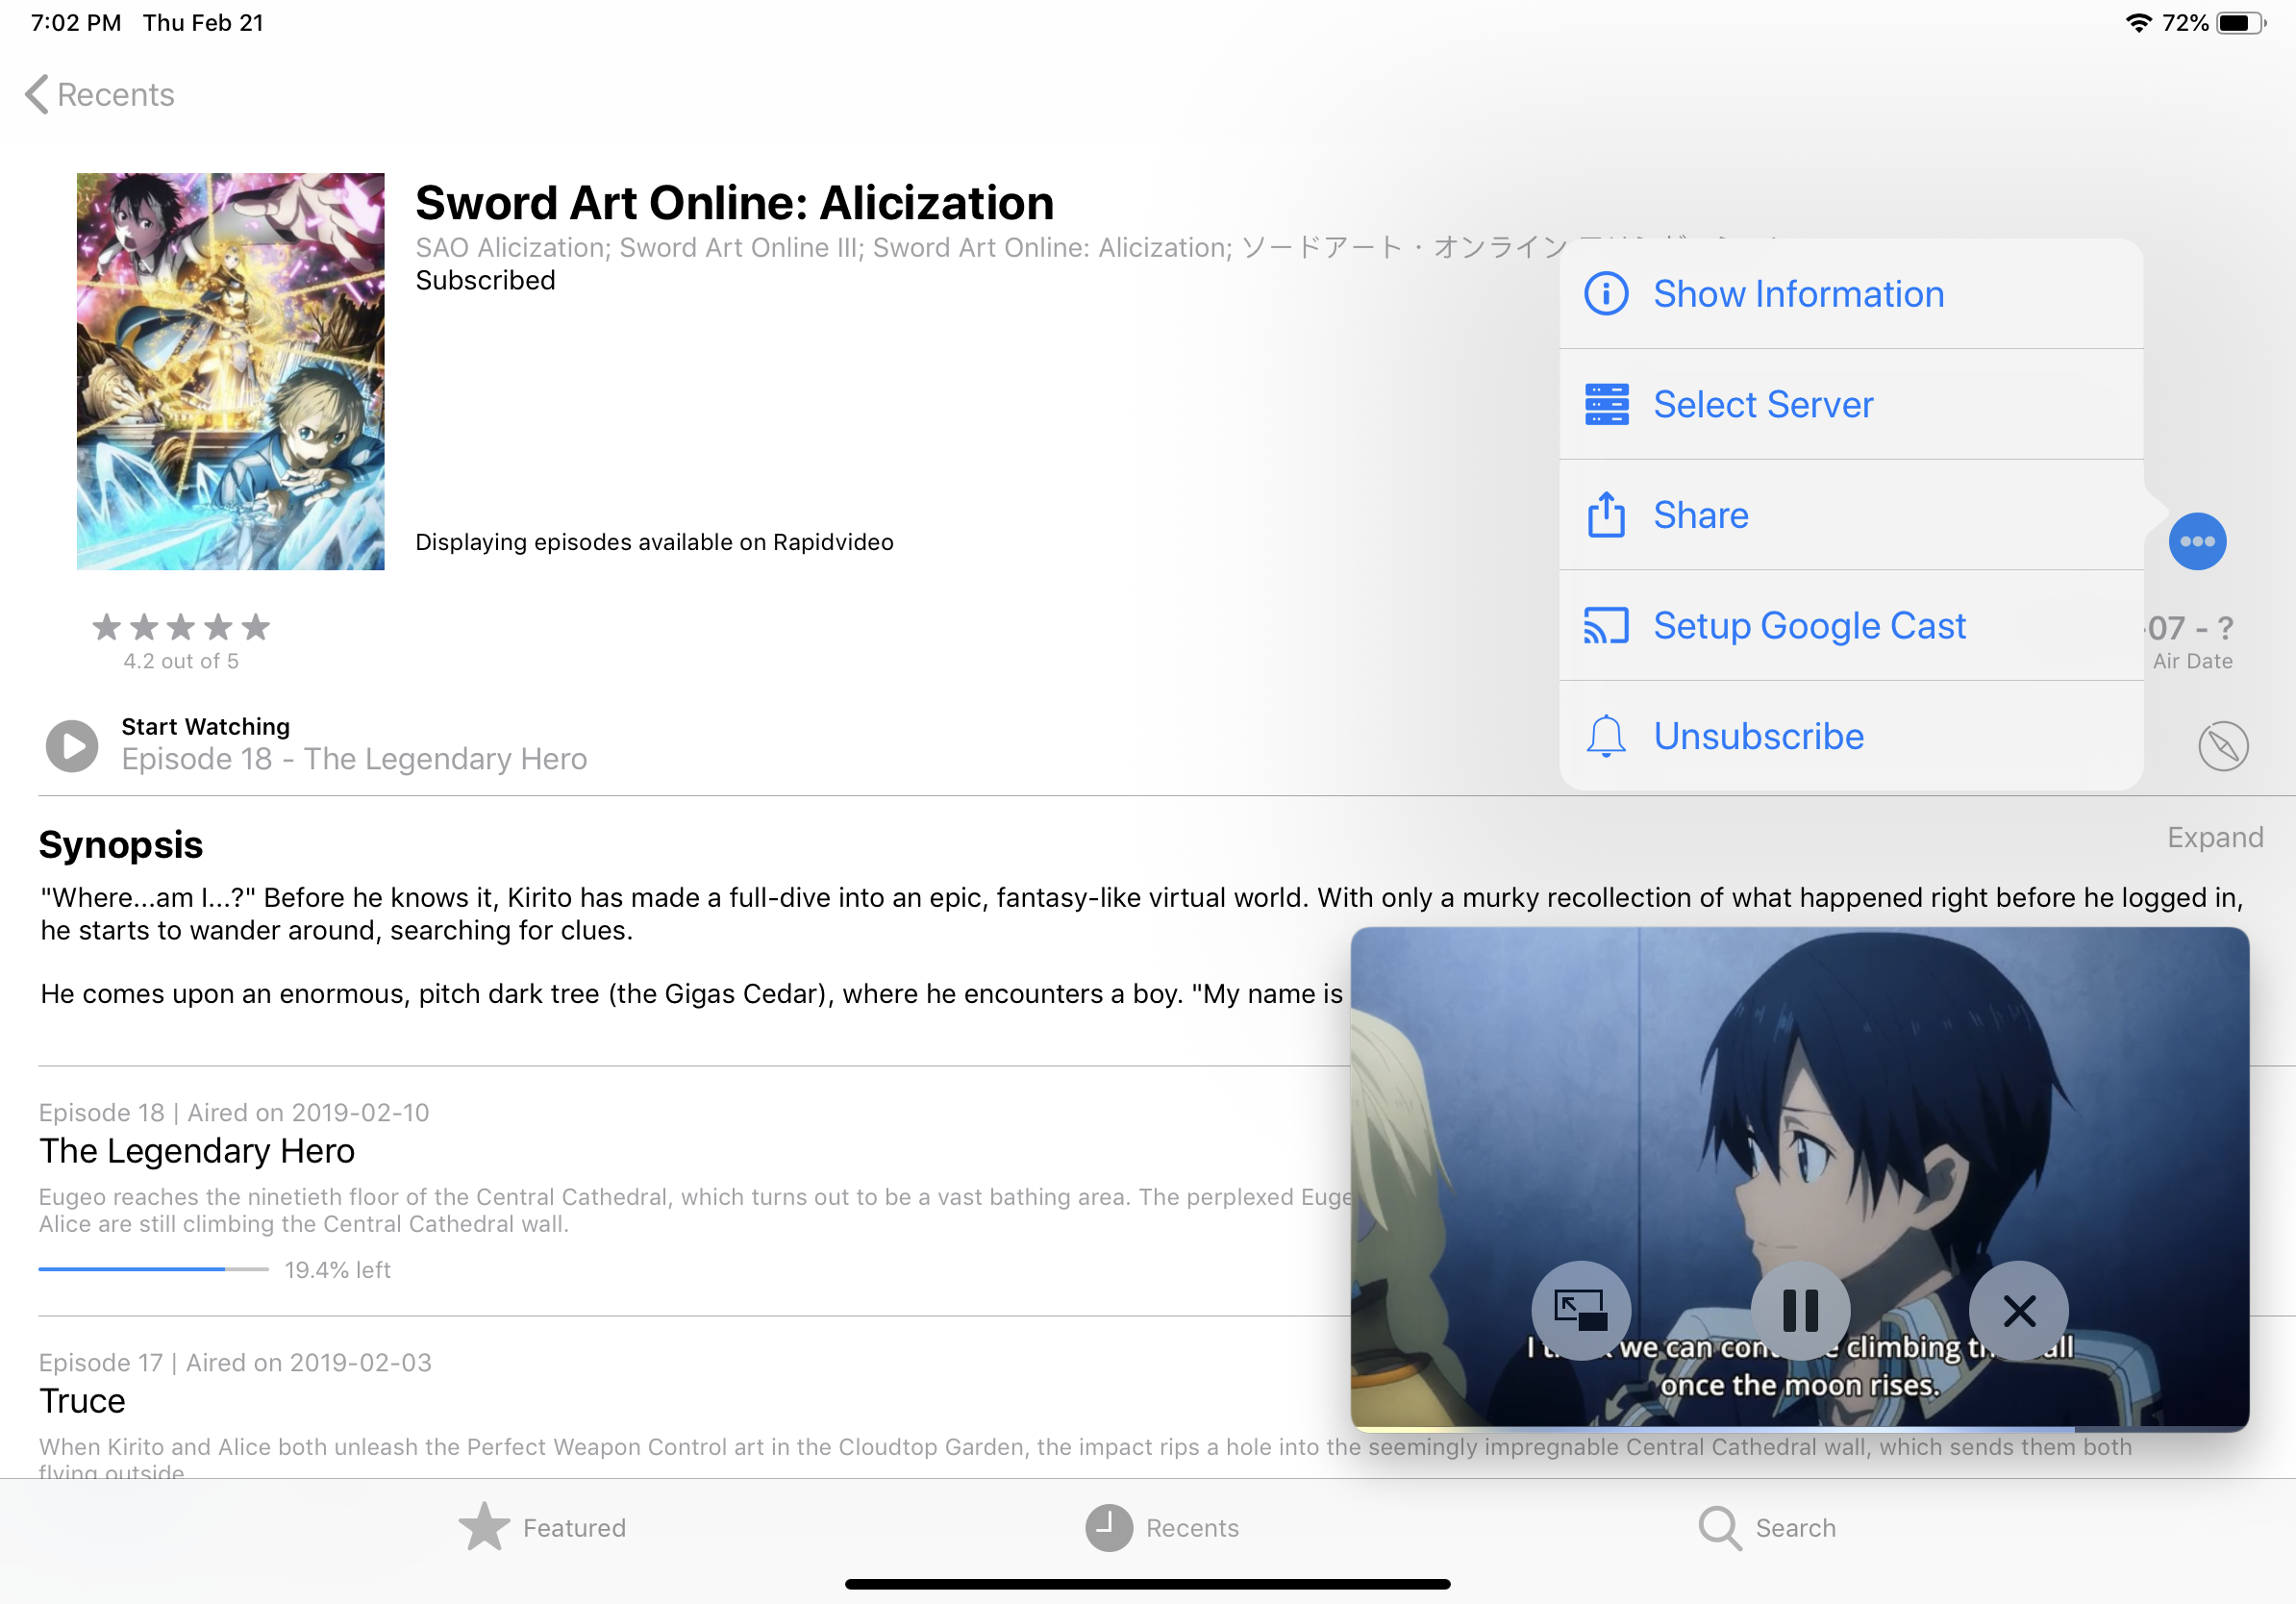 7:02 PM Thu Feb 21
72%
Recents
Sword Art Online: Alicization
SAO Alicization; Sword Art Online III; Sword Art Online: Alicization; ソードアート・オンライン
Subscribed
Show Information
Select Server
Share
Displaying episodes available on Rapidvideo
Setup Google Cast
07 - ?
4.2 out of 5
Air Date
Start Watching
Episode 18 - The Legendary Hero
Unsubscribe
Synopsis
Expand
"Where...am I...?" Before he knows it, Kirito has made a full-dive into an epic, fantasy-like virtual world. With only a murky recollection of what happened right before he logged in,
he starts to wander around, searching for clues.
He comes upon an enormous, pitch dark tree (the Gigas Cedar), where he encounters a boy. "My name is
Episode 18 | Aired on 2019-02-10
The Legendary Hero
Eugeo reaches the ninetieth floor of the Central Cathedral, which turns out to be a vast bathing area. The perplexed Euge
Alice are still climbing the Central Cathedral wall.
19.4% left
I we can climbing
once the moon rises.
Episode 17 | Aired on 2019-02-03
Truce
When Kirito and Alice both unleash the Perfect Weapon Control art in the Cloudtop Garden, the impact rips a hole into the seemingly impregnable Central Cathedral wall, which sends them both
flying outside
Featured
Recents
Search